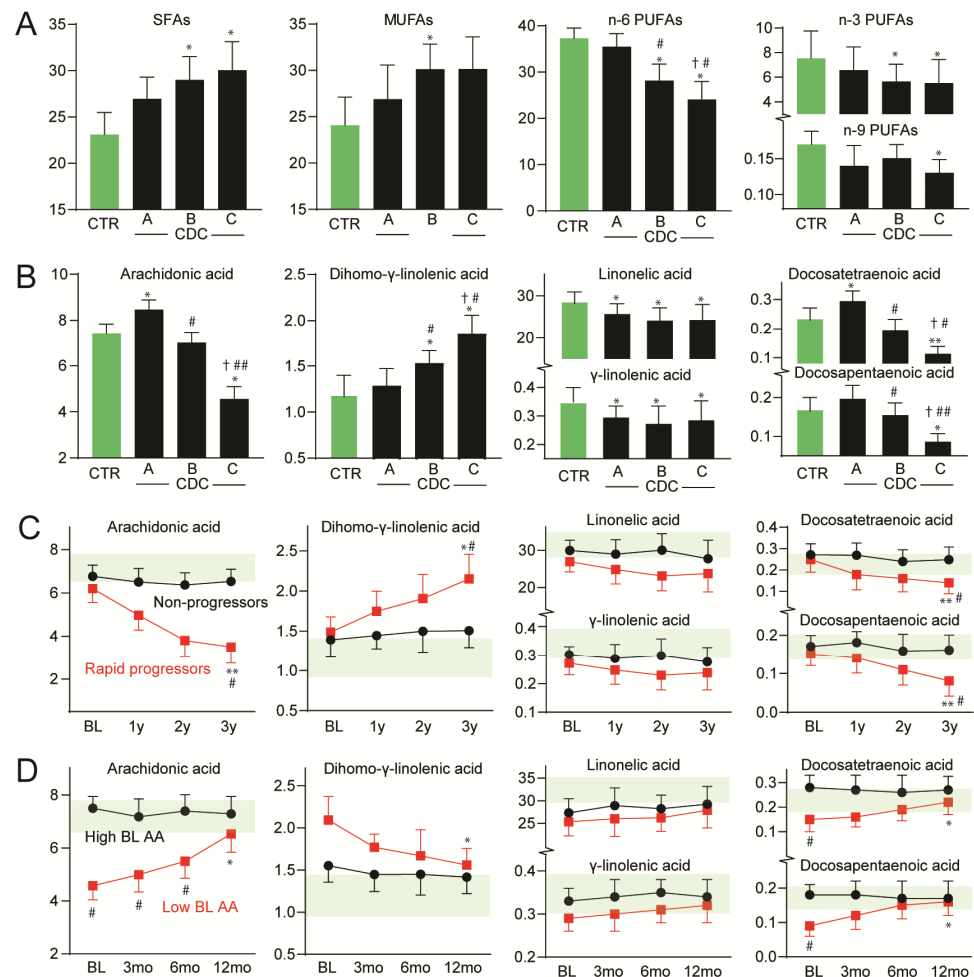 A
SFAs
35
30
25
20
15
*
*
CTR
A
B
C
CDC
MUFAs
35
30
25
20
15
*
CTR
A
B
C
CDC
n-6 PUFAs
40
30
20
10
0
#
*
† #
*
CTR
A
B
C
CDC
n-3 PUFAs
10
8
6
4
*
*
n-9 PUFAs
0.15
0.10
*
CTR
A
B
C
CDC
B
Arachidonic acid
10
8
6
4
2
*
#
† ##
*
CTR
A
B
C
CDC
Dihomo-γ-linolenic acid
2.5
2.0
1.5
1.0
0.5
#
*
† #
*
CTR
A
B
C
CDC
Linonelic acid
30
20
*
*
*
γ-linolenic acid
0.4
0.3
0.2
*
*
*
CTR
A
B
C
CDC
Docosatetraenoic acid
0.3
0.2
0.1
*
#
† #
**
Docosapentaenoic acid
0.2
0.1
#
† ##
*
CTR
A
B
C
CDC
C
Arachidonic acid
8
6
4
2
Non-progressors
Rapid progressors
**
#
BL 1y 2y 3y
Dihomo-γ-linolenic acid
2.5
2.0
1.5
1.0
0.5
*#
BL 1y 2y 3y
Linonelic acid
30
20
γ-linolenic acid
0.4
0.3
0.2
0.1
BL 1y 2y 3y
Docosatetraenoic acid
0.4
0.3
0.2
0.1
** #
Docosapentaenoic acid
0.2
0.1
0.0
** #
BL 1y 2y 3y
D
Arachidonic acid
10
8
6
4
2
High BL AA
Low BL AA
#
#
#
*
BL 3mo 6mo 12mo
Dihomo-γ-linolenic acid
2.5
2.0
1.5
1.0
0.5
*
BL 3mo 6mo 12mo
Linonelic acid
35
30
25
γ-linolenic acid
0.4
0.3
0.2
BL 3mo 6mo 12mo
Docosatetraenoic acid
0.3
0.2
0.1
#
*
Docosapentaenoic acid
0.2
0.1
0.0
#
*
BL 3mo 6mo 12mo